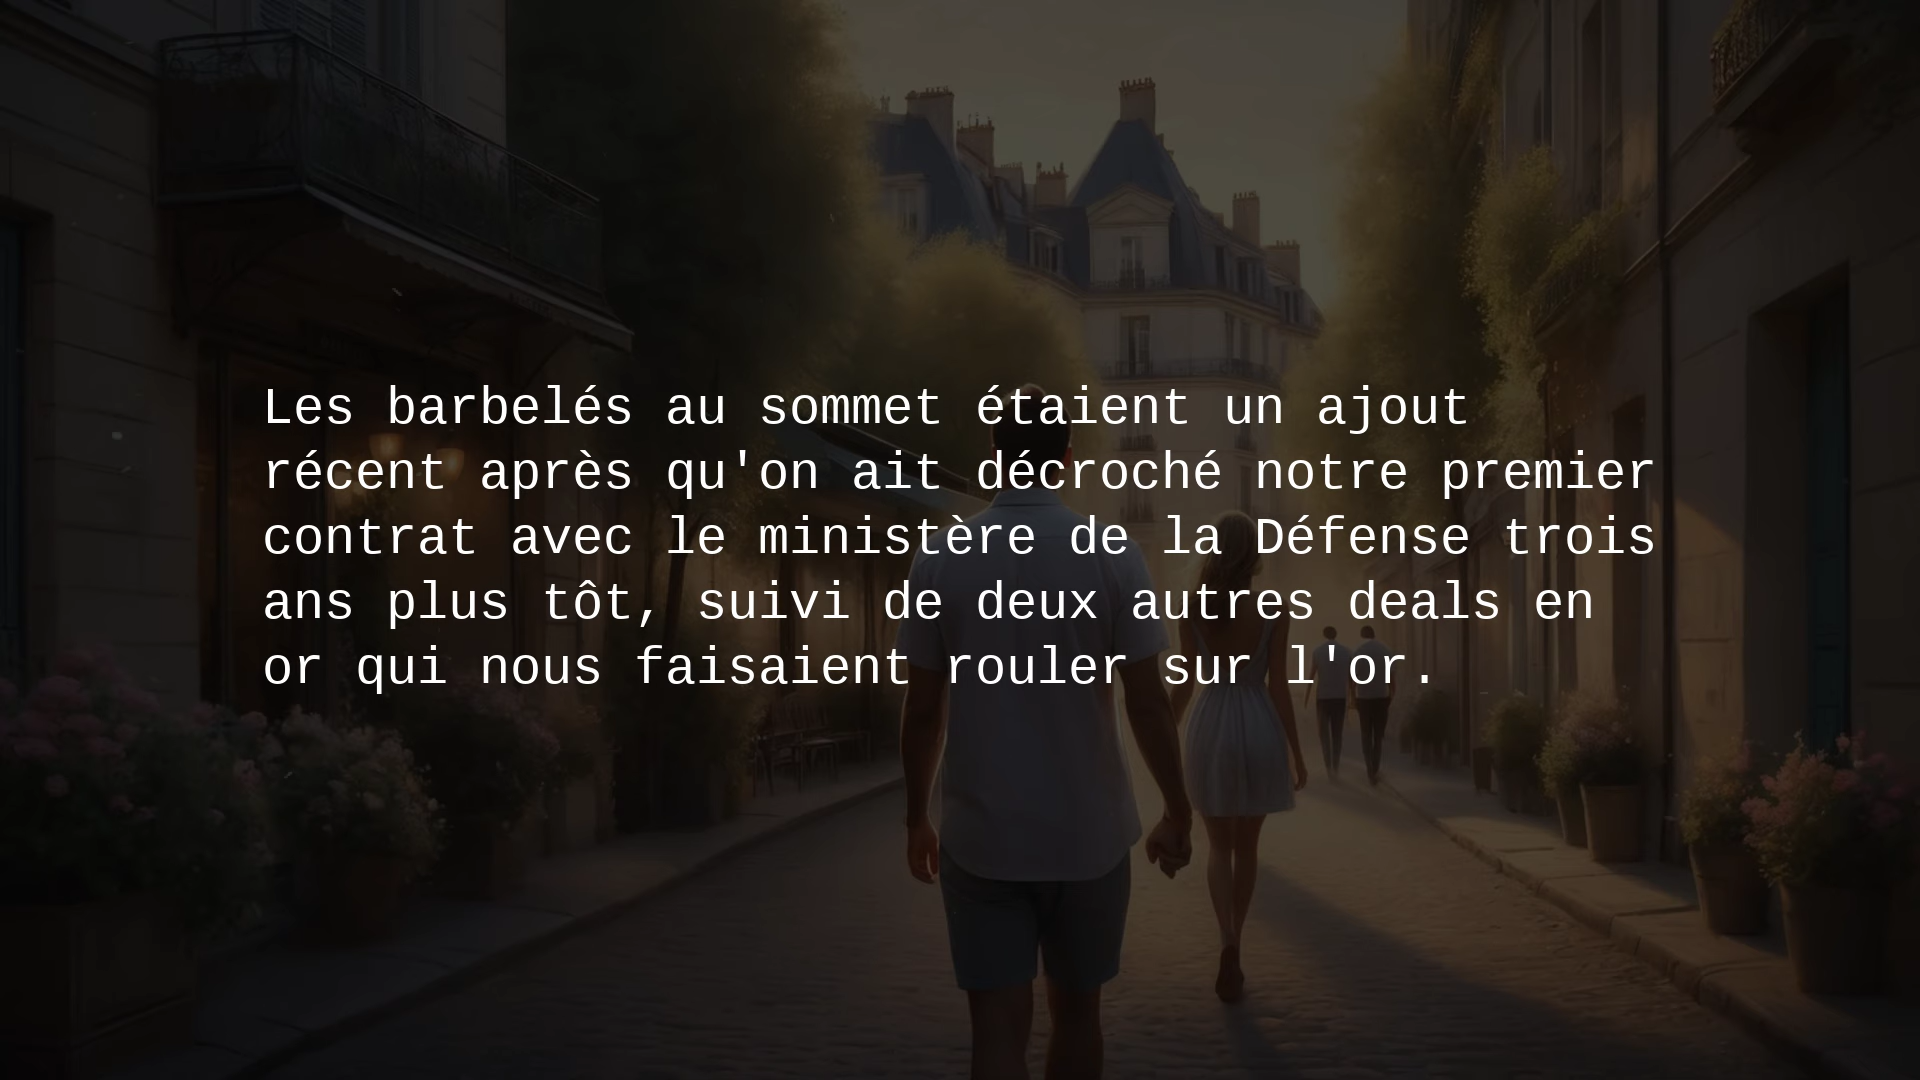 Les barbelés au sommet étaient un ajout
récent après qu'on ait décroché notre premier
contrat avec le ministère de la Défense trois
ans plus tôt, suivi de deux autres deals en
or qui nous faisaient rouler sur l'or.